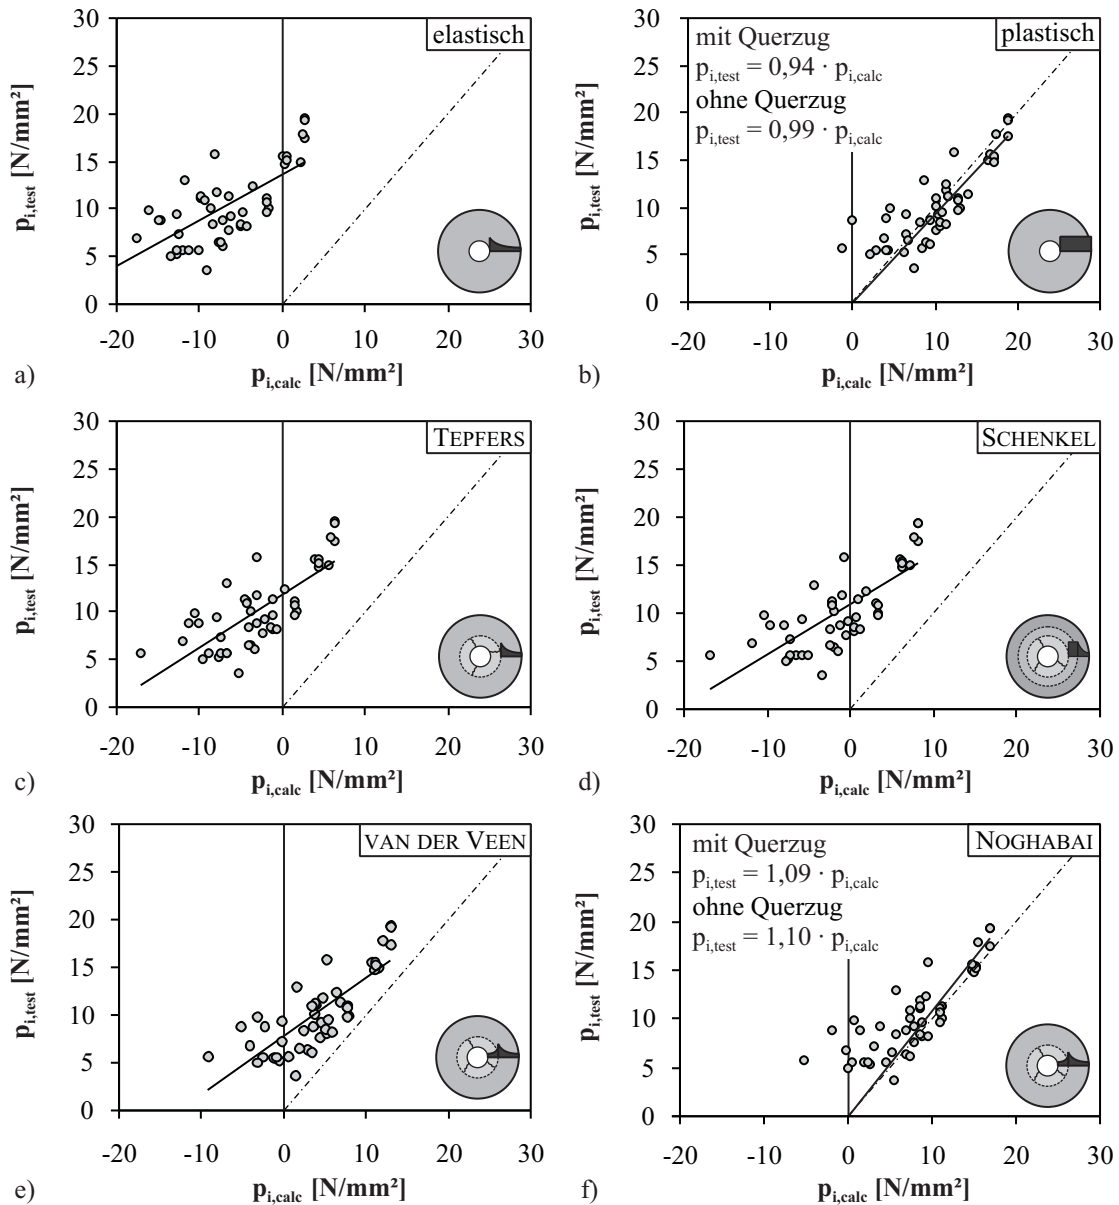 30
25
20
15
10
5
0
-20 -10 0 10 20 30
p_i,test [N/mm²]
p_i,calc [N/mm²]
elastisch
a)
30
25
20
15
10
5
0
-20 -10 0 10 20 30
p_i,test [N/mm²]
p_i,calc [N/mm²]
mit Querzug
p_i,test = 0,94 · p_i,calc
ohne Querzug
p_i,test = 0,99 · p_i,calc
plastisch
b)
30
25
20
15
10
5
0
-20 -10 0 10 20 30
p_i,test [N/mm²]
p_i,calc [N/mm²]
TEPFERS
c)
30
25
20
15
10
5
0
-20 -10 0 10 20 30
p_i,test [N/mm²]
p_i,calc [N/mm²]
SCHENKEL
d)
30
25
20
15
10
5
0
-20 -10 0 10 20 30
p_i,test [N/mm²]
p_i,calc [N/mm²]
VAN DER VEEN
e)
30
25
20
15
10
5
0
-20 -10 0 10 20 30
p_i,test [N/mm²]
p_i,calc [N/mm²]
mit Querzug
p_i,test = 1,09 · p_i,calc
ohne Querzug
p_i,test = 1,10 · p_i,calc
NOGHABAI
f)